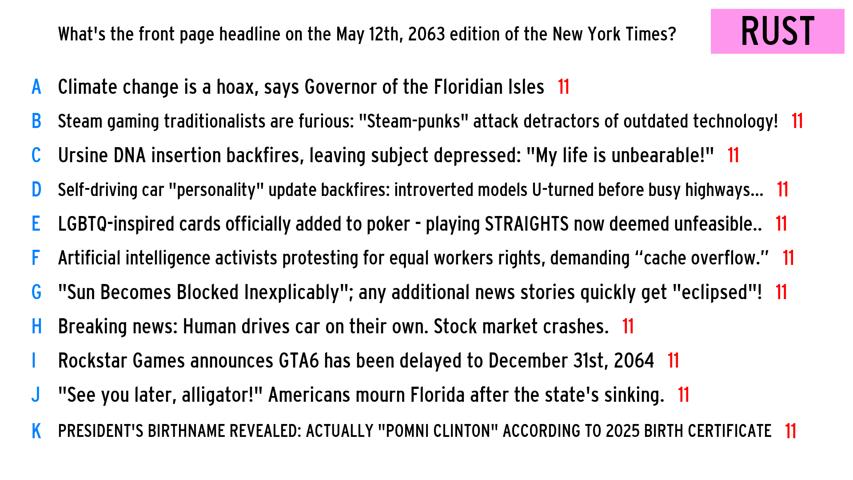 What's the front page headline on the May 12th, 2063 edition of the New York Times?
RUST
A Climate change is a hoax, says Governor of the Floridian Isles 11
B Steam gaming traditionalists are furious: "Steam-punks" attack detractors of outdated technology! 11
C Ursine DNA insertion backfires, leaving subject depressed: "My life is unbearable!" 11
D Self-driving car "personality" update backfires: introverted models U-turned before busy highways... 11
E LGBTQ-inspired cards officially added to poker - playing STRAIGHTS now deemed unfeasible.. 11
F Artificial intelligence activists protesting for equal workers rights, demanding “cache overflow.” 11
G "Sun Becomes Blocked Inexplicably"; any additional news stories quickly get "eclipsed"! 11
H Breaking news: Human drives car on their own. Stock market crashes. 11
I Rockstar Games announces GTA6 has been delayed to December 31st, 2064 11
J "See you later, alligator!" Americans mourn Florida after the state's sinking. 11
K PRESIDENT'S BIRTHNAME REVEALED: ACTUALLY "POMNI CLINTON" ACCORDING TO 2025 BIRTH CERTIFICATE 11